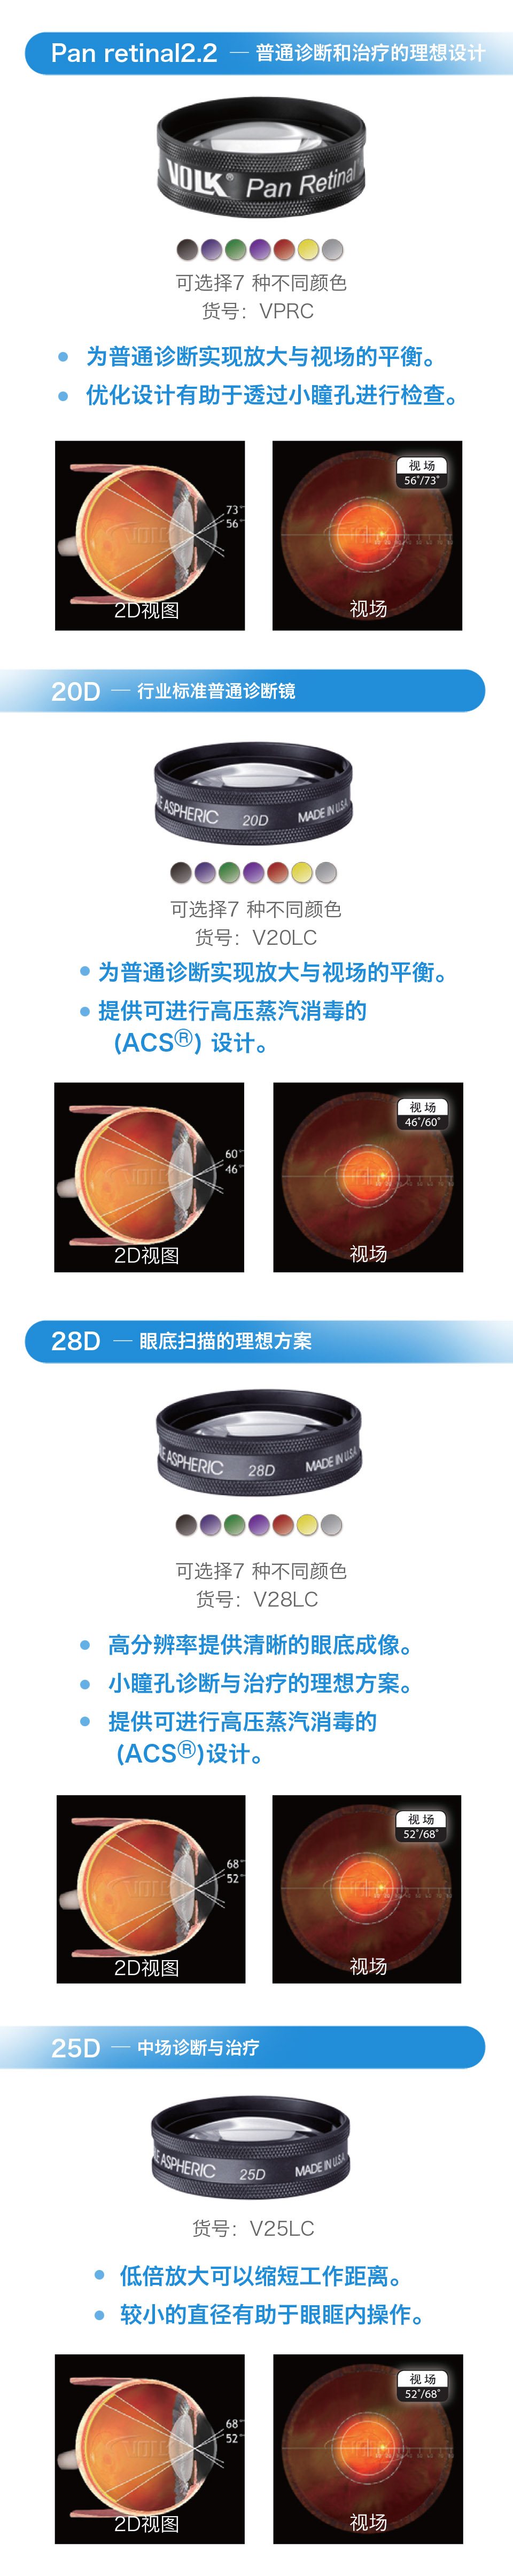 Pan retinal2.2 — 普通诊断和治疗的理想设计
VOLK® Pan Retinal
可选择7 种不同颜色
货号：VPRC
为普通诊断实现放大与视场的平衡。
优化设计有助于透过小瞳孔进行检查。
73°
56°
2D视图
视 场
56°/73°
视场
20D — 行业标准普通诊断镜
LE ASPHERIC 20D MADE IN U.S.A.
可选择7 种不同颜色
货号：V20LC
为普通诊断实现放大与视场的平衡。
提供可进行高压蒸汽消毒的
(ACS®) 设计。
60°
46°
2D视图
视 场
46°/60°
视场
28D — 眼底扫描的理想方案
LE ASPHERIC 28D MADE IN U.S.A.
可选择7 种不同颜色
货号：V28LC
高分辨率提供清晰的眼底成像。
小瞳孔诊断与治疗的理想方案。
提供可进行高压蒸汽消毒的
(ACS®)设计。
68°
52°
2D视图
视 场
52°/68°
视场
25D — 中场诊断与治疗
LE ASPHERIC 25D MADE IN U.S.A.
货号：V25LC
低倍放大可以缩短工作距离。
较小的直径有助于眼眶内操作。
68°
52°
2D视图
视 场
52°/68°
视场